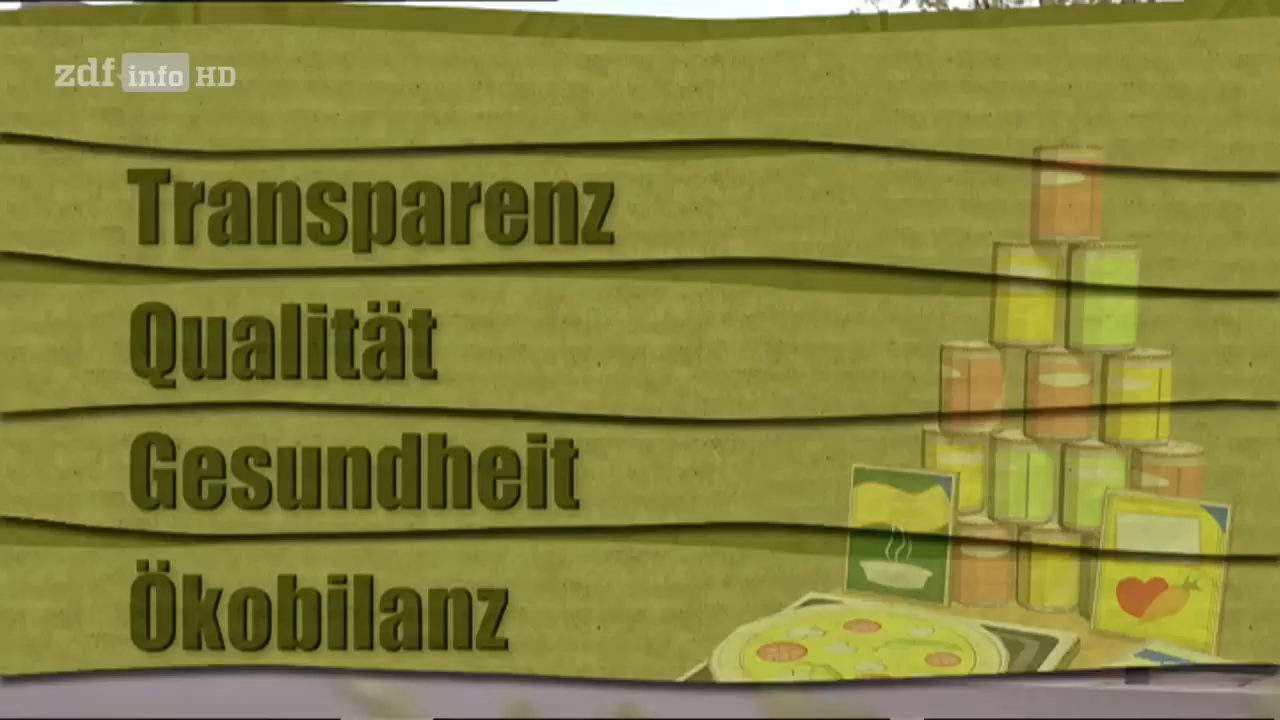 zdf info HD
Transparenz
Qualität
Gesundheit
Ökobilanz